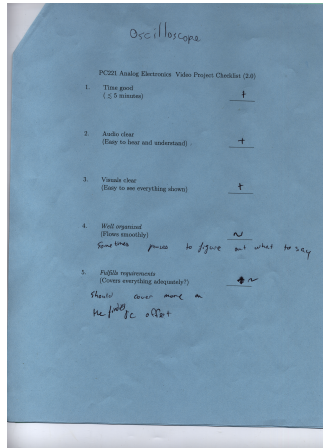 Oscilloscope
PC221 Analog Electronics Video Project Checklist (2.0)
1. Time good
(≤ 5 minutes) +
2. Audio clear
(Easy to hear and understand) +
3. Visuals clear
(Easy to see everything shown) +
4. Well organized
(Flows smoothly) ~
Sometimes pauses to figure out what to say
5. Fulfills requirements
(Covers everything adequately?) ~
Should cover more on
the offset